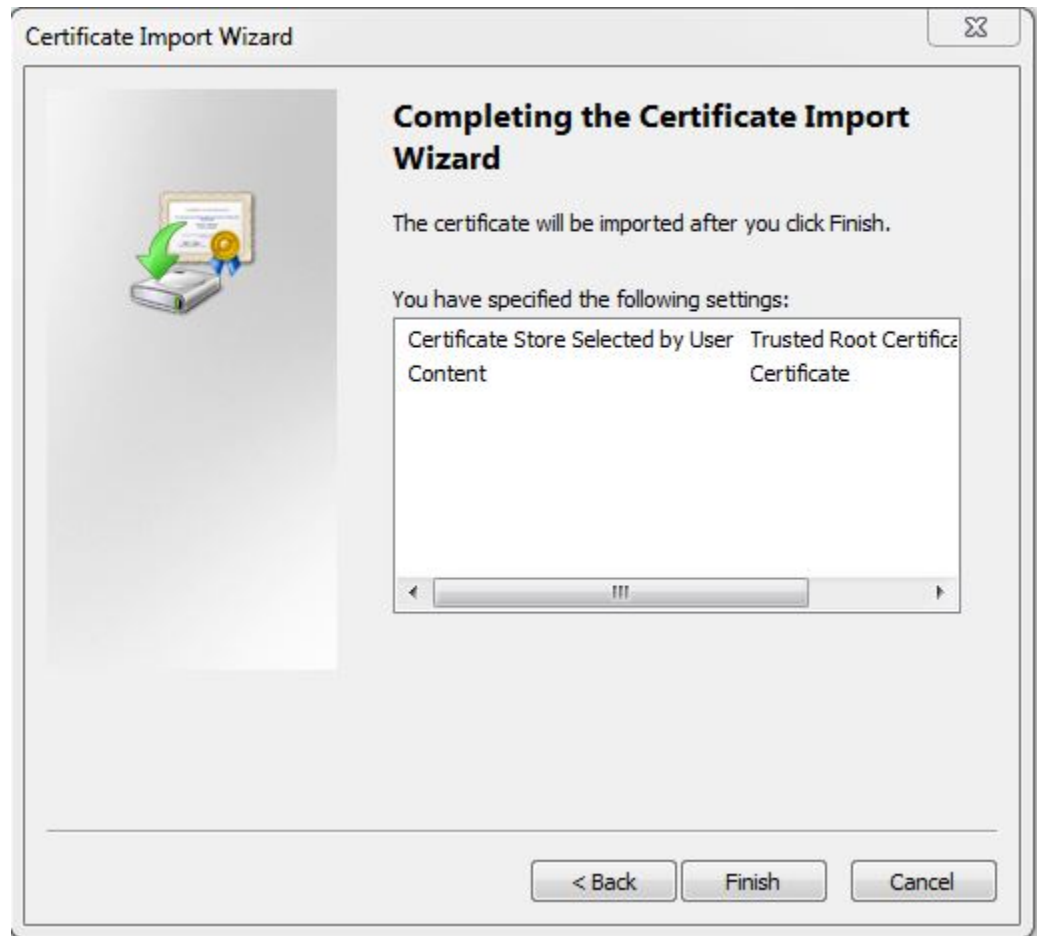 Certificate Import Wizard
Completing the Certificate Import
Wizard
The certificate will be imported after you click Finish.
You have specified the following settings:
Certificate Store Selected by User Trusted Root Certifica
Content Certificate
< Back Finish Cancel